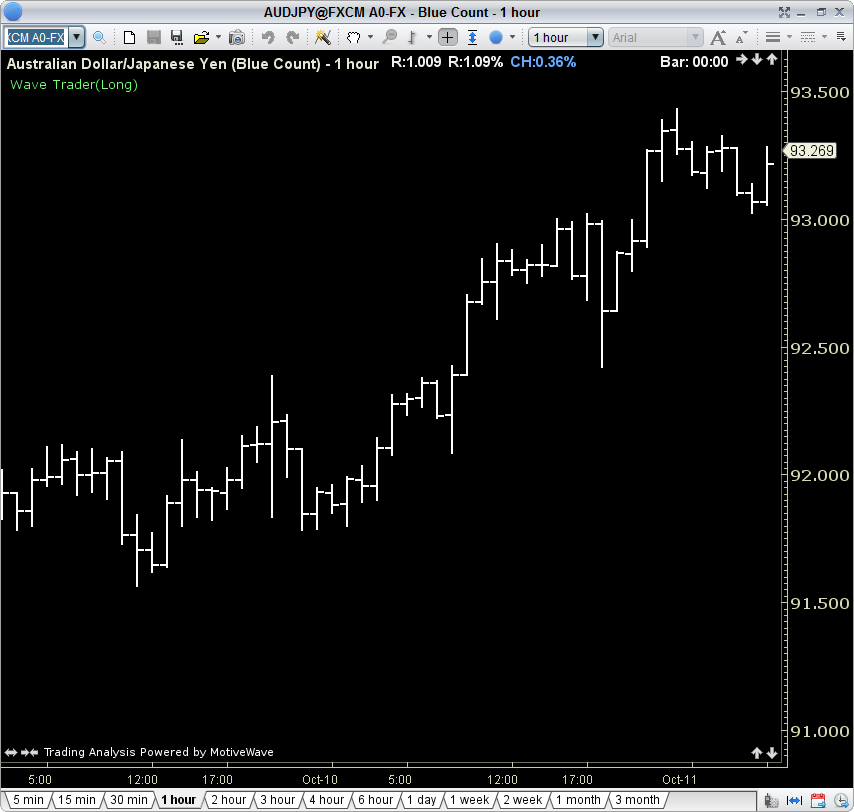 AUDJPY@FXCM A0-FX - Blue Count - 1 hour
XCM A0-FX 1 hour Arial A A
Australian Dollar/Japanese Yen (Blue Count) - 1 hour R:1.009 R:1.09% CH:0.36% Bar: 00:00
Wave Trader(Long)
93.500
93.269
93.000
92.500
92.000
91.500
91.000
Trading Analysis Powered by MotiveWave
5:00 12:00 17:00 Oct-10 5:00 12:00 17:00 Oct-11
5 min 15 min 30 min 1 hour 2 hour 3 hour 4 hour 6 hour 1 day 1 week 2 week 1 month 3 month